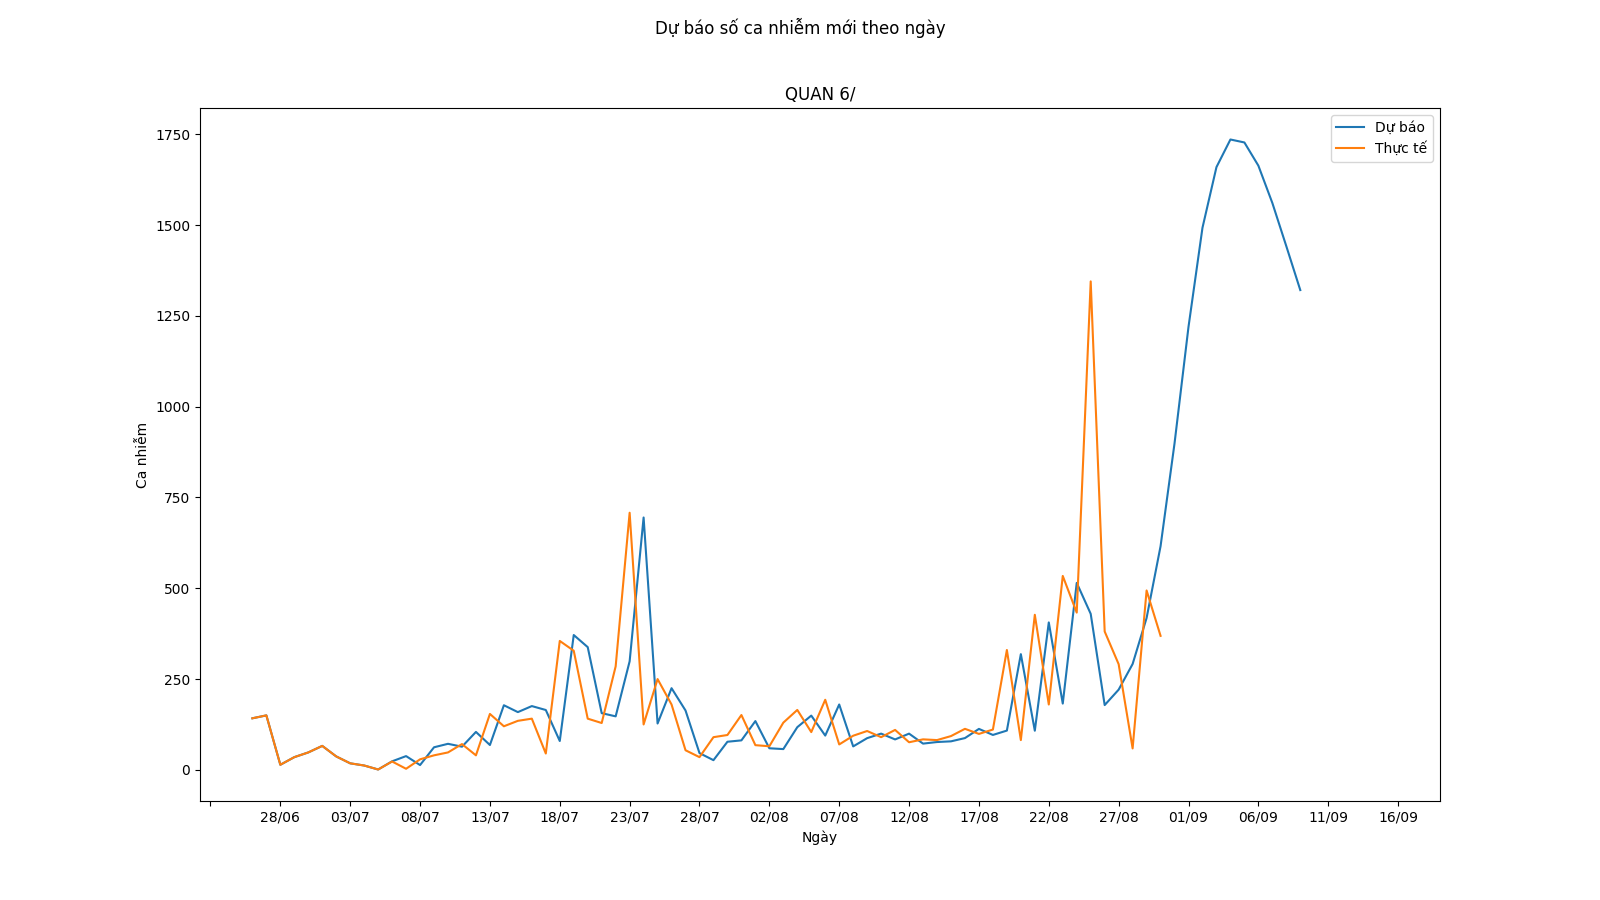 Dự báo số ca nhiễm mới theo ngày
QUAN 6/
Dự báo
Thực tế
1750
1500
1250
1000
750
500
250
0
Ca nhiễm
28/06 03/07 08/07 13/07 18/07 23/07 28/07 02/08 07/08 12/08 17/08 22/08 27/08 01/09 06/09 11/09 16/09
Ngày